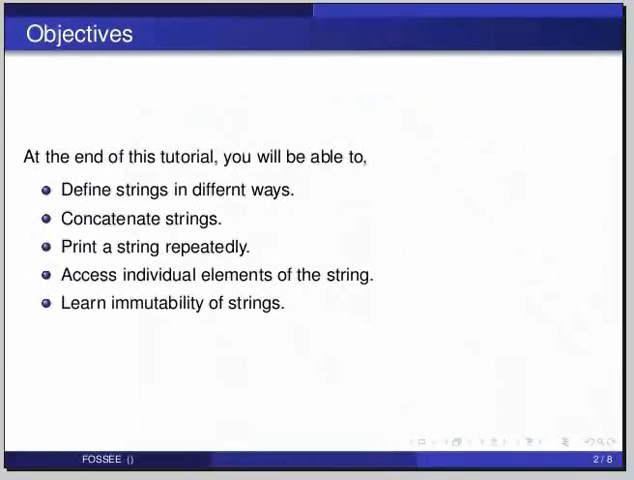 Objectives
At the end of this tutorial, you will be able to,
Define strings in differnt ways.
Concatenate strings.
Print a string repeatedly.
Access individual elements of the string.
Learn immutability of strings.
FOSSEE ()
2 / 8